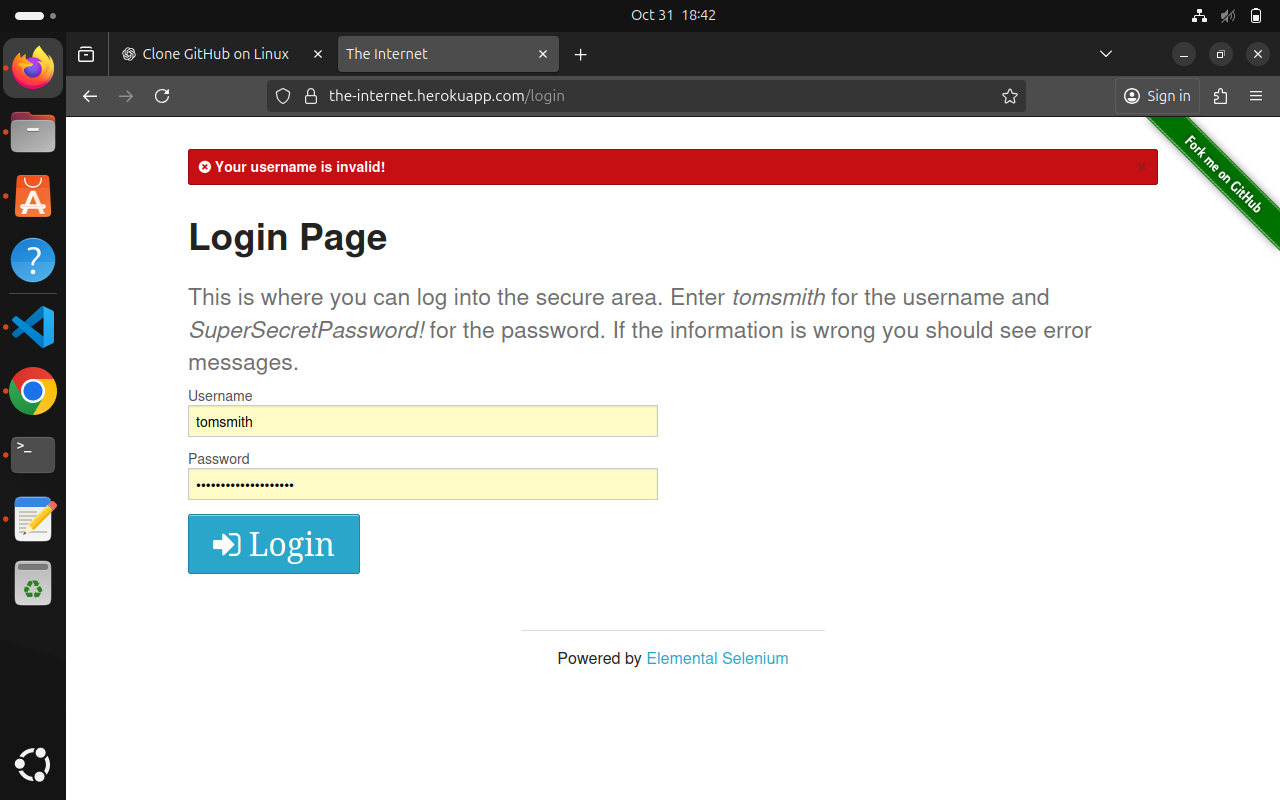 Oct 31 18:42
Clone GitHub on Linux
The Internet
the-internet.herokuapp.com/login
Sign in
Fork me on GitHub
Your username is invalid!
Login Page
This is where you can log into the secure area. Enter tomsmith for the username and
SuperSecretPassword! for the password. If the information is wrong you should see error
messages.
Username
tomsmith
Password
••••••••••••••••••••
Login
Powered by Elemental Selenium